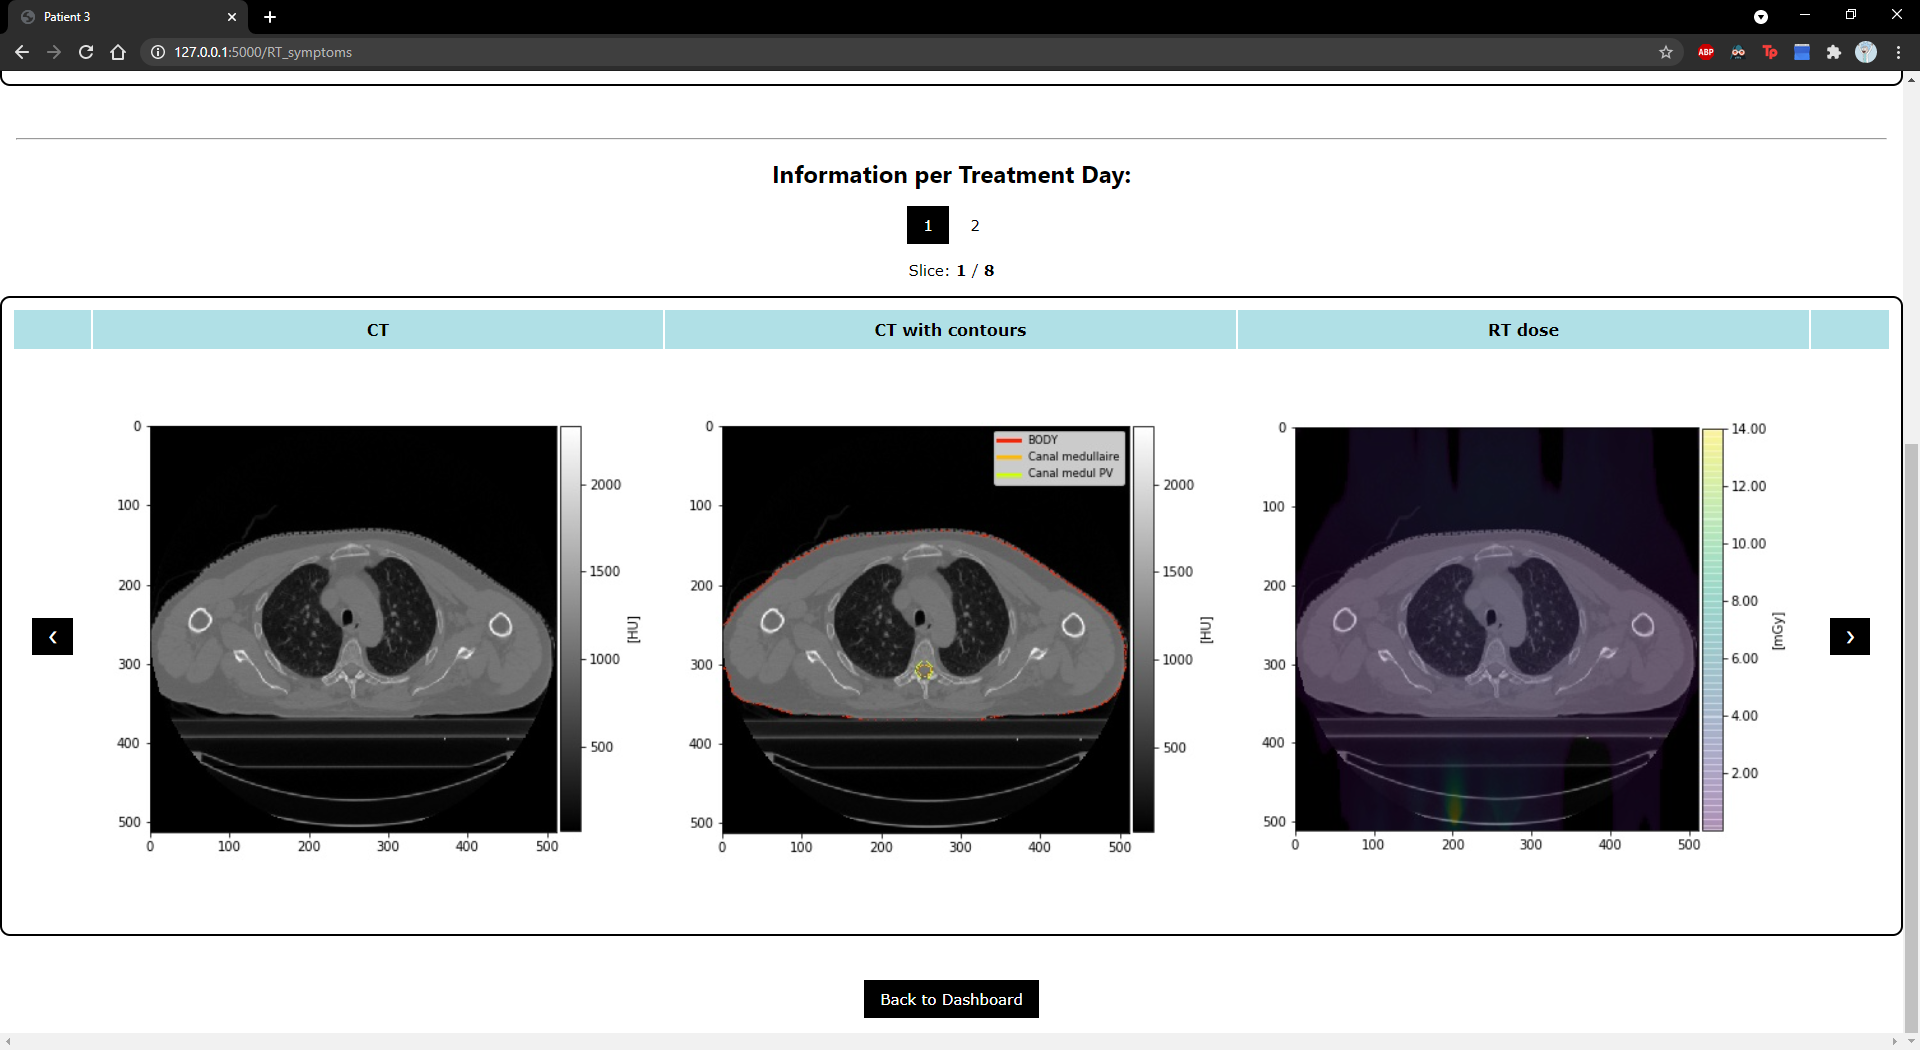 Patient 3
127.0.0.1:5000/RT_symptoms
ABP
Tp
Information per Treatment Day:
1 2
Slice: 1 / 8
CT CT with contours RT dose
0
100
200
300
400
500
0 100 200 300 400 500
2000
1500
1000
500
[HU]
BODY
Canal medullaire
Canal medul PV
0
100
200
300
400
500
0 100 200 300 400 500
2000
1500
1000
500
[HU]
0
100
200
300
400
500
0 100 200 300 400 500
14.00
12.00
10.00
8.00
6.00
4.00
2.00
[mGy]
‹ ›
Back to Dashboard